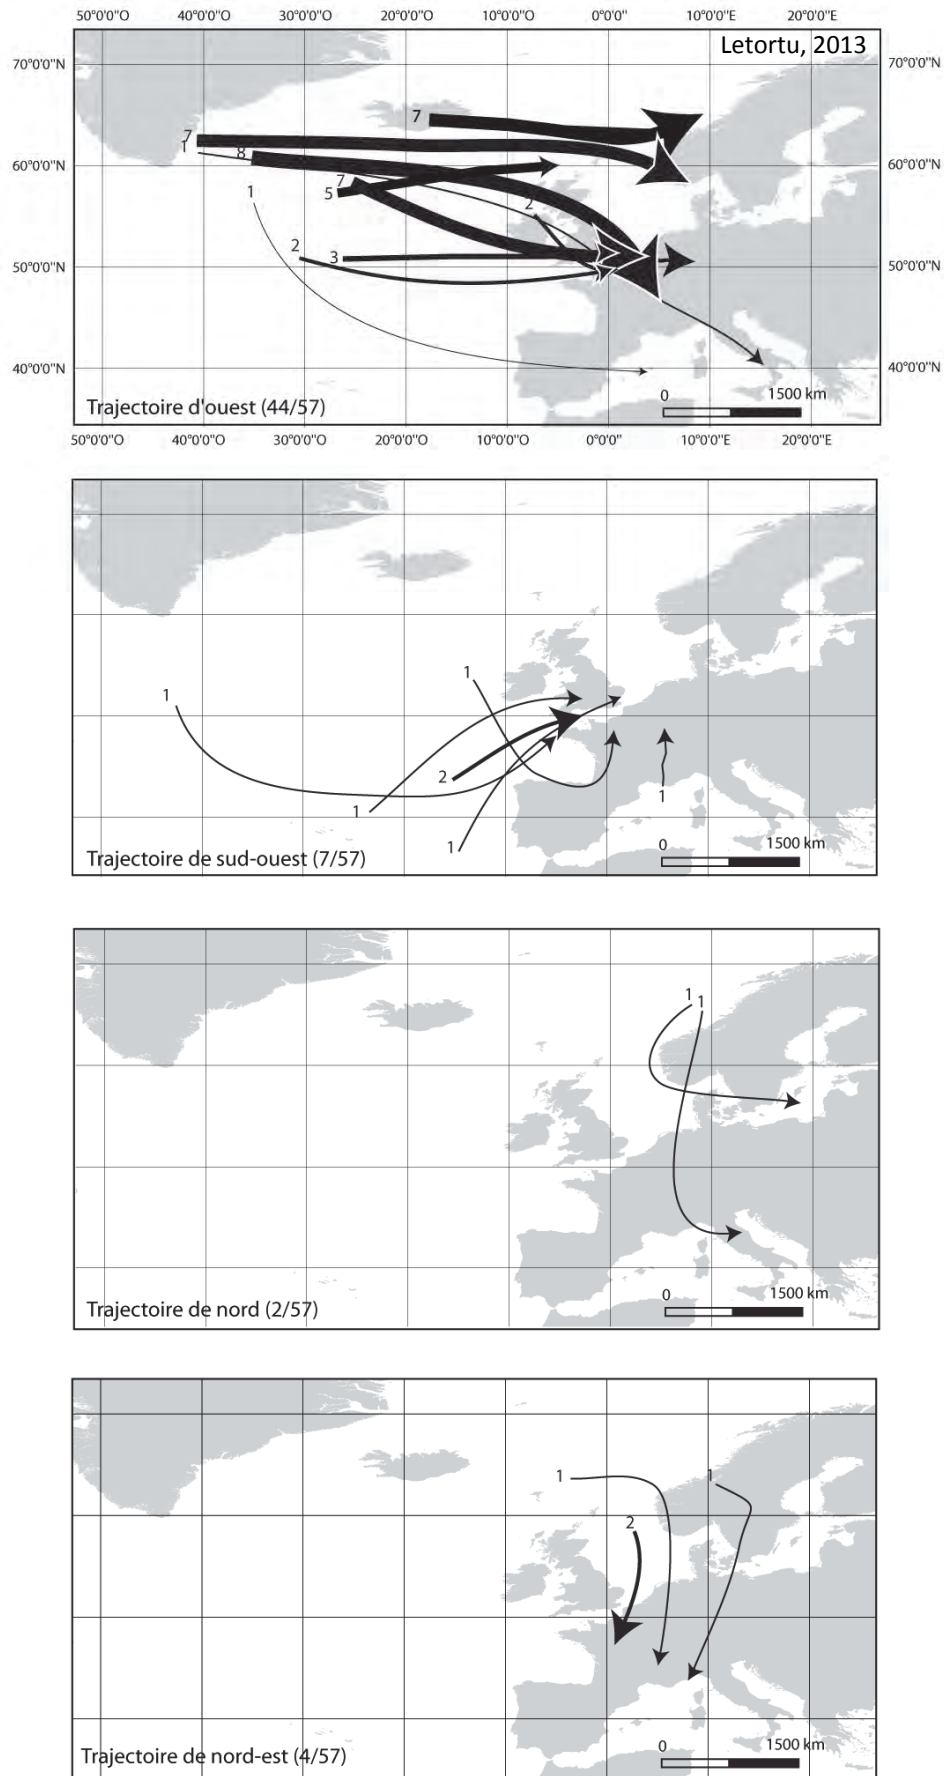 50°0'0"O 40°0'0"O 30°0'0"O 20°0'0"O 10°0'0"O 0°0'0" 10°0'0"E 20°0'0"E
Letortu, 2013
70°0'0"N 70°0'0"N
7
7
1
8
60°0'0"N 60°0'0"N
7
5
1
2
2
3
50°0'0"N 50°0'0"N
40°0'0"N 40°0'0"N
0 1500 km
Trajectoire d'ouest (44/57)
50°0'0"O 40°0'0"O 30°0'0"O 20°0'0"O 10°0'0"O 0°0'0" 10°0'0"E 20°0'0"E
1
1
2
1
1
1
0 1500 km
Trajectoire de sud-ouest (7/57)
1 1
0 1500 km
Trajectoire de nord (2/57)
1 1
2
0 1500 km
Trajectoire de nord-est (4/57)